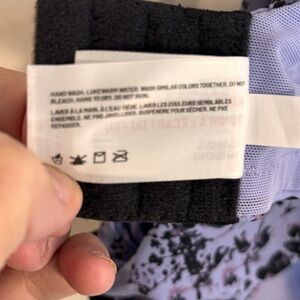 HAND WASH, LUKEWARM WATER. WASH SIMILAR COLORS TOGETHER. DO NOT
BLEACH. HANG TO DRY. DO NOT IRON.
LAVER À LA MAIN, À L'EAU TIÈDE. LAVER LES COULEURS SEMBLABLES
ENSEMBLE. NE PAS JAVELLISER. SUSPENDRE POUR SÉCHER. NE PAS
REPASSER.